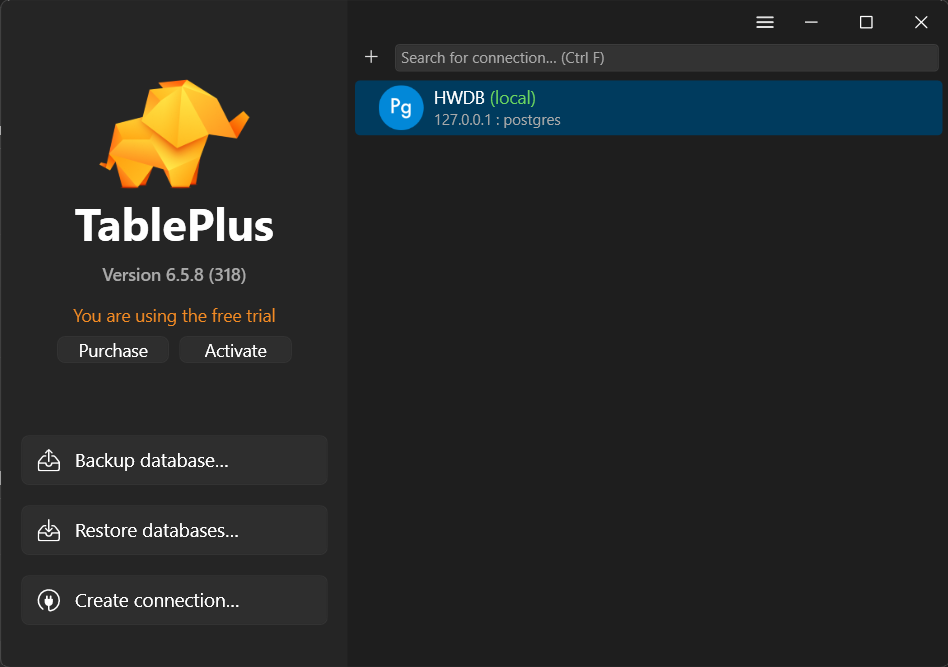 TablePlus
Version 6.5.8 (318)
You are using the free trial
Purchase Activate
Backup database...
Restore databases...
Create connection...
Search for connection... (Ctrl F)
Pg
HWDB (local)
127.0.0.1 : postgres